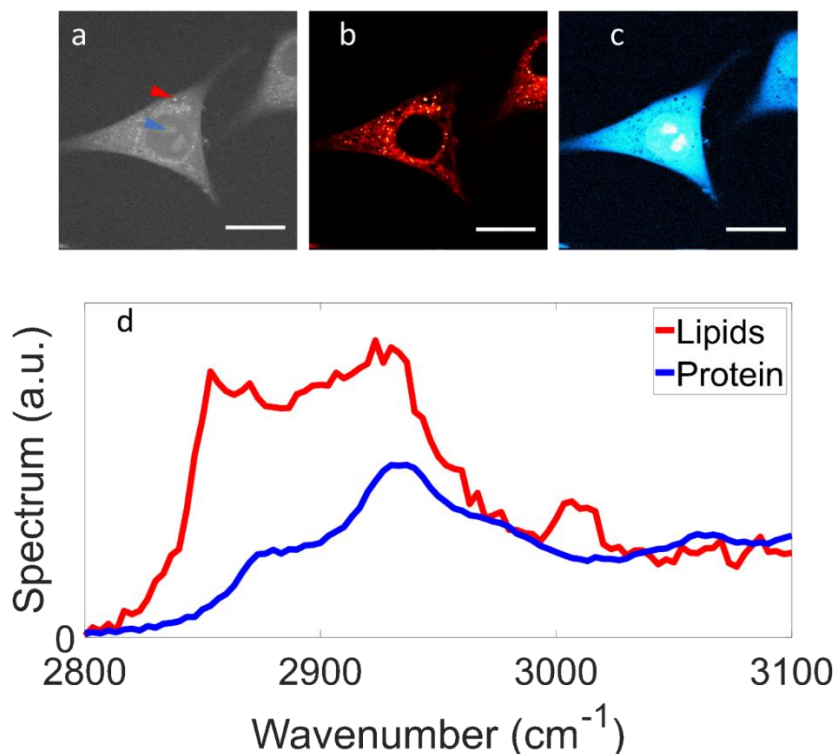 a
b
c
d
Lipids
Protein
Spectrum (a.u.)
0
2800
2900
3000
3100
Wavenumber (cm⁻¹)